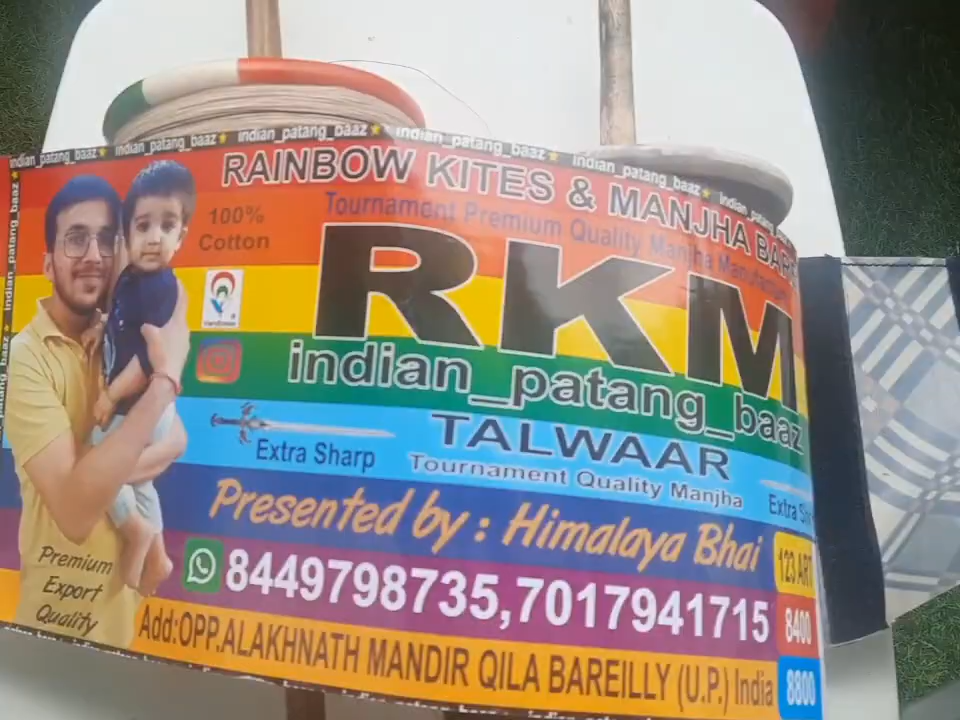 indian_patang_baaz★ indian_patang_baaz★ indian_patang_baaz★ indian_patang_baaz★ indian_patang_baaz★
RAINBOW KITES & MANJHA
100%
Cotton
Tournament Premium Quality Manjha
RKM
indian_patang_baaz
Extra Sharp
TALWAAR
Tournament Quality Manjha
Extra
Presented by : Himalaya Bhai
123 ART
Premium
Export
Quality
8449798735,7017941715
8400
Add:OPP.ALAKHNATH MANDIR QILA BAREILLY (U.P.) India
8800